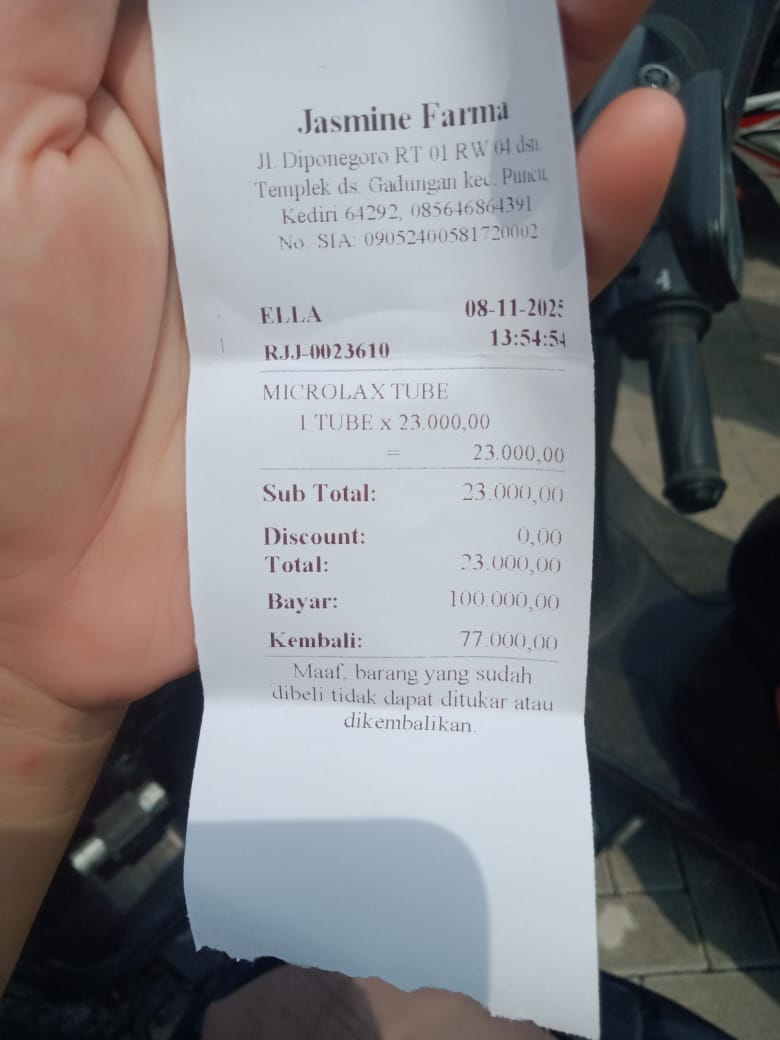 Jasmine Farma
Jl. Diponegoro RT 01 RW 04 dsn.
Templek ds. Gadungan kec. Puncu,
Kediri 64292, 085646864391
No. SIA: 09052400581720002
ELLA 08-11-2025
RJJ-0023610 13:54:54
MICROLAX TUBE
1 TUBE x 23.000,00
= 23.000,00
Sub Total: 23.000,00
Discount: 0,00
Total: 23.000,00
Bayar: 100.000,00
Kembali: 77.000,00
Maaf, barang yang sudah
dibeli tidak dapat ditukar atau
dikembalikan.